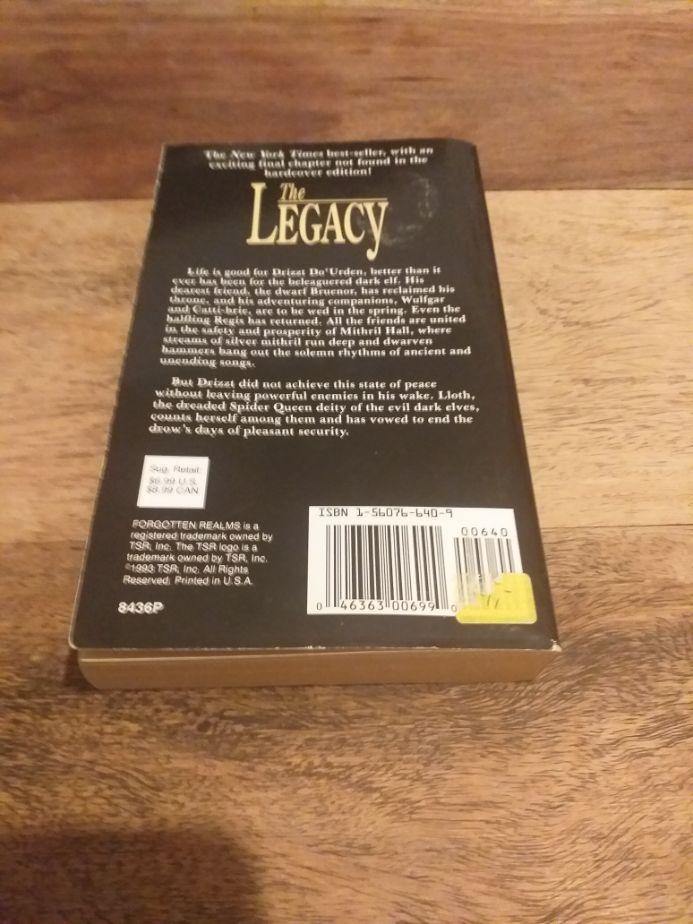 The New York Times best-seller, with an
exciting final chapter not found in the
hardcover edition!
The
LEGACY
Life is good for Drizzt Do'Urden, better than it
ever has been for the beleaguered dark elf. His
dearest friend, the dwarf Bruenor, has reclaimed his
throne, and his adventuring companions, Wulfgar
and Catti-brie, are to be wed in the spring. Even the
halfling Regis has returned. All the friends are united
in the safety and prosperity of Mithril Hall, where
streams of silver mithril run deep and dwarven
hammers bang out the solemn rhythms of ancient and
unending songs.
But Drizzt did not achieve this state of peace
without leaving powerful enemies in his wake. Lloth,
the dreaded Spider Queen deity of the evil dark elves,
counts herself among them and has vowed to end the
drow's days of pleasant security.
Sug. Retail:
$6.99 U.S.
$8.99 CAN
FORGOTTEN REALMS is a
registered trademark owned by
TSR, Inc. The TSR logo is a
trademark owned by TSR, Inc.
©1993 TSR, Inc. All Rights
Reserved. Printed in U.S.A.
8436P
ISBN 1-56076-640-9
00640
0 46363 00699 0